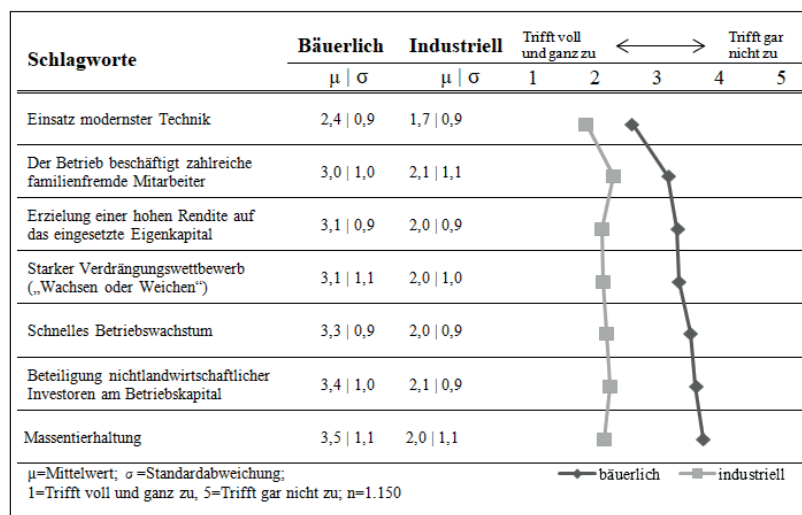 Schlagworte Bäuerlich Industriell Trifft voll und ganz zu Trifft gar nicht zu
µ | σ µ | σ 1 2 3 4 5
Einsatz modernster Technik 2,4 | 0,9 1,7 | 0,9
Der Betrieb beschäftigt zahlreiche
familienfremde Mitarbeiter 3,0 | 1,0 2,1 | 1,1
Erzielung einer hohen Rendite auf
das eingesetzte Eigenkapital 3,1 | 0,9 2,0 | 0,9
Starker Verdrängungswettbewerb
(„Wachsen oder Weichen“) 3,1 | 1,1 2,0 | 1,0
Schnelles Betriebswachstum 3,3 | 0,9 2,0 | 0,9
Beteiligung nichtlandwirtschaftlicher
Investoren am Betriebskapital 3,4 | 1,0 2,1 | 0,9
Massentierhaltung 3,5 | 1,1 2,0 | 1,1
µ=Mittelwert; σ =Standardabweichung;
1=Trifft voll und ganz zu, 5=Trifft gar nicht zu; n=1.150
bäuerlich industriell